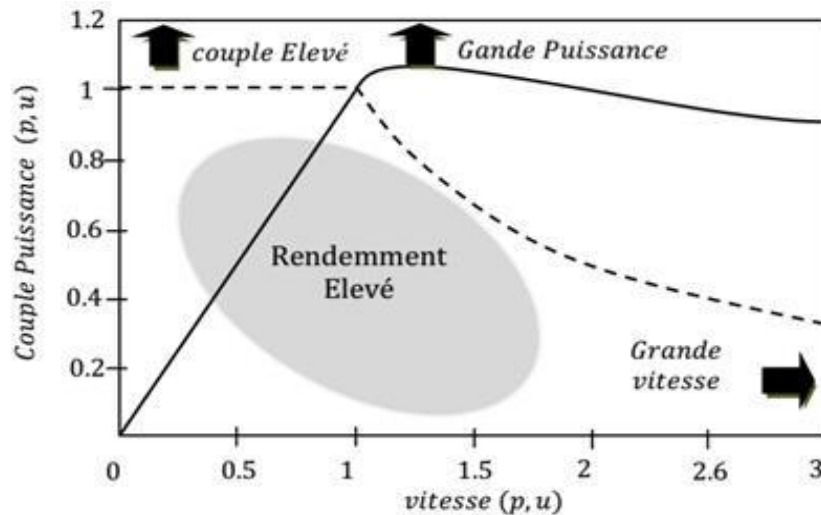 1.2
couple Elevé
Gande Puissance
1
0.8
0.6
0.4
0.2
Couple Puissance (p,u)
Rendemment
Elevé
Grande
vitesse
0
0.5
1
1.5
2
2.6
3
vitesse (p,u)